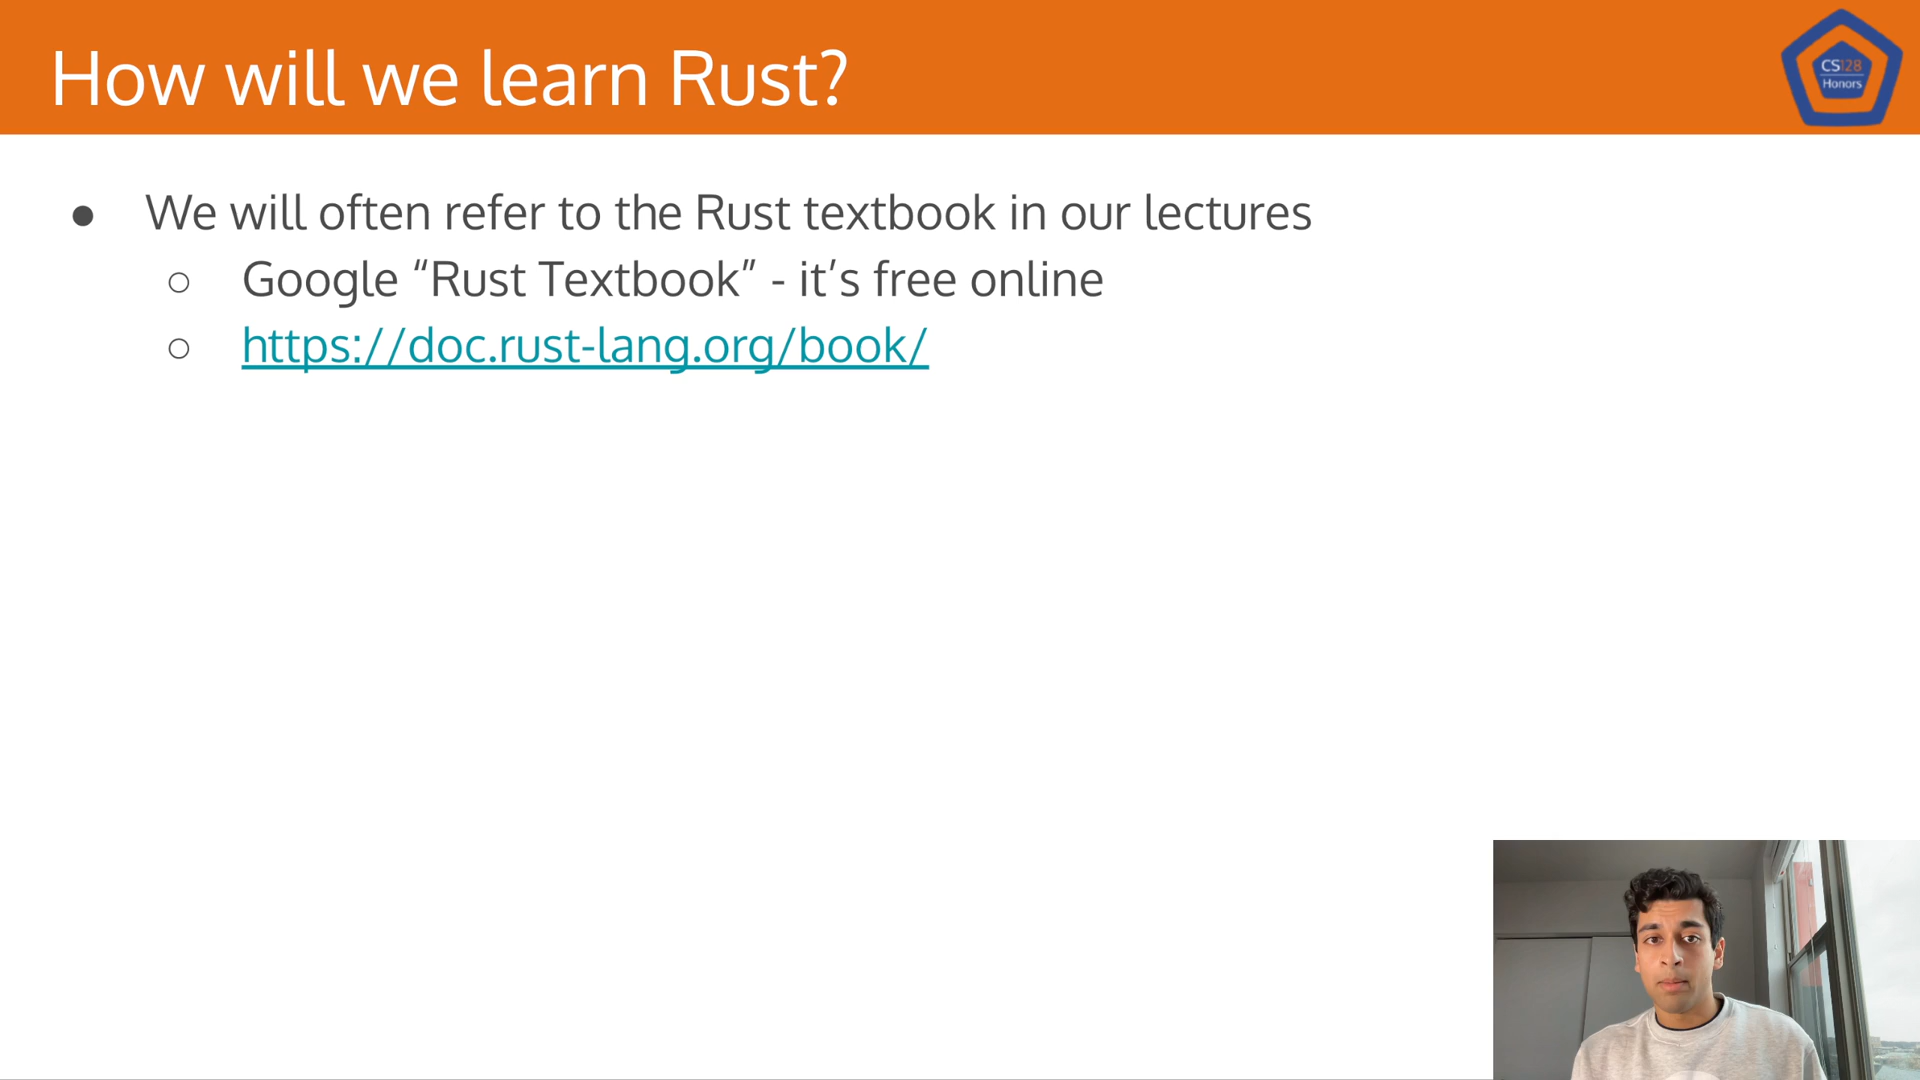 How will we learn Rust?
CS128
Honors
● We will often refer to the Rust textbook in our lectures
○ Google “Rust Textbook” - it’s free online
○ https://doc.rust-lang.org/book/